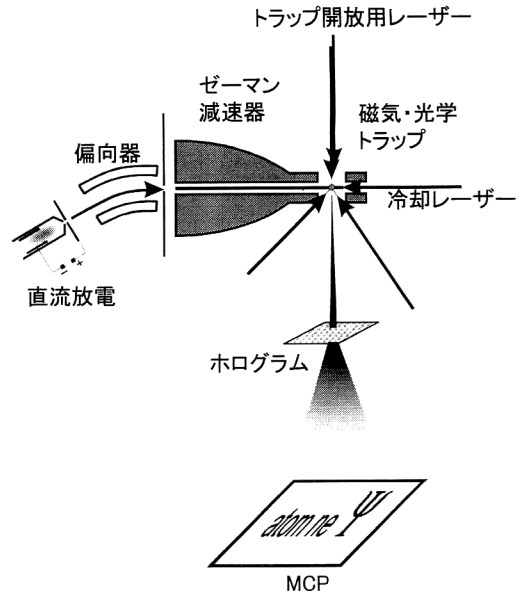 トラップ開放用レーザー
ゼーマン
減速器
磁気・光学
トラップ
偏向器
冷却レーザー
直流放電
ホログラム
atom ne Ψ
MCP